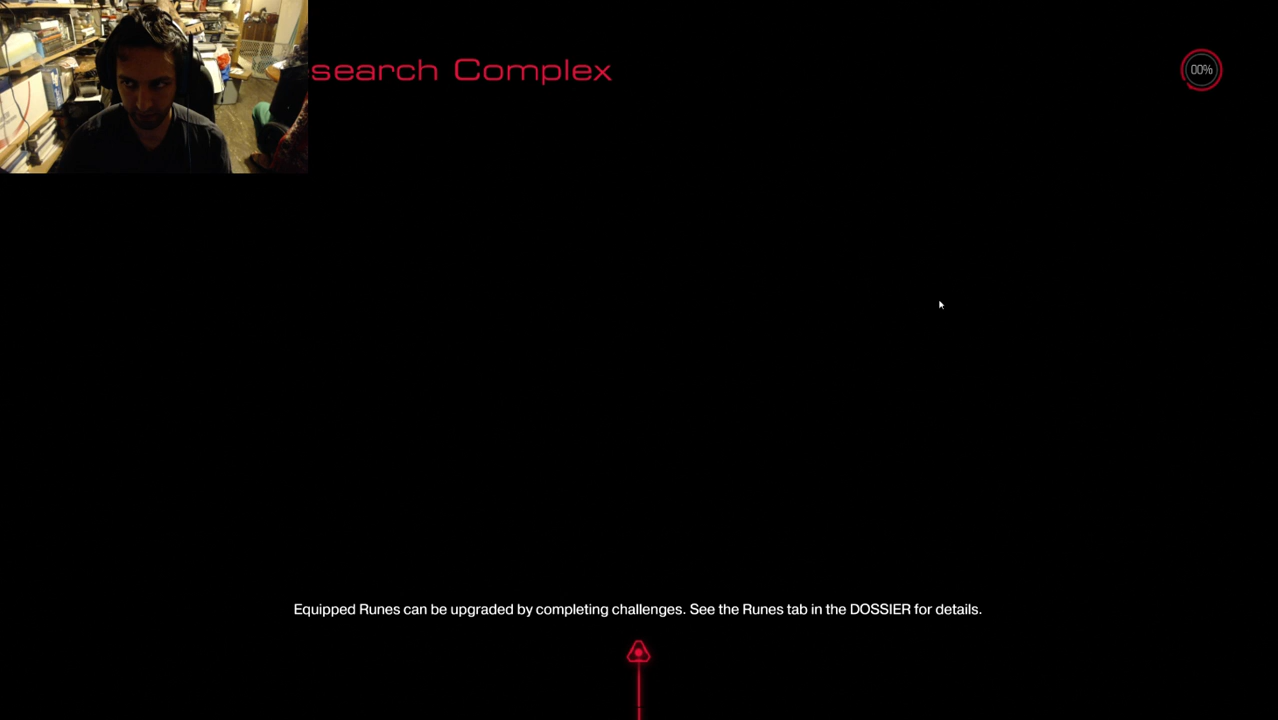 search Complex
00%
Equipped Runes can be upgraded by completing challenges. See the Runes tab in the DOSSIER for details.